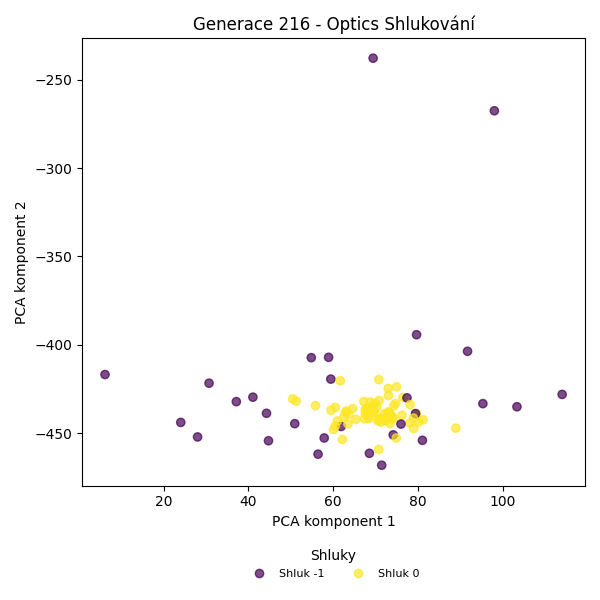 Generace 216 - Optics Shlukování
−250
−300
−350
−400
−450
PCA komponent 2
20
40
60
80
100
PCA komponent 1
Shluky
Shluk -1
Shluk 0